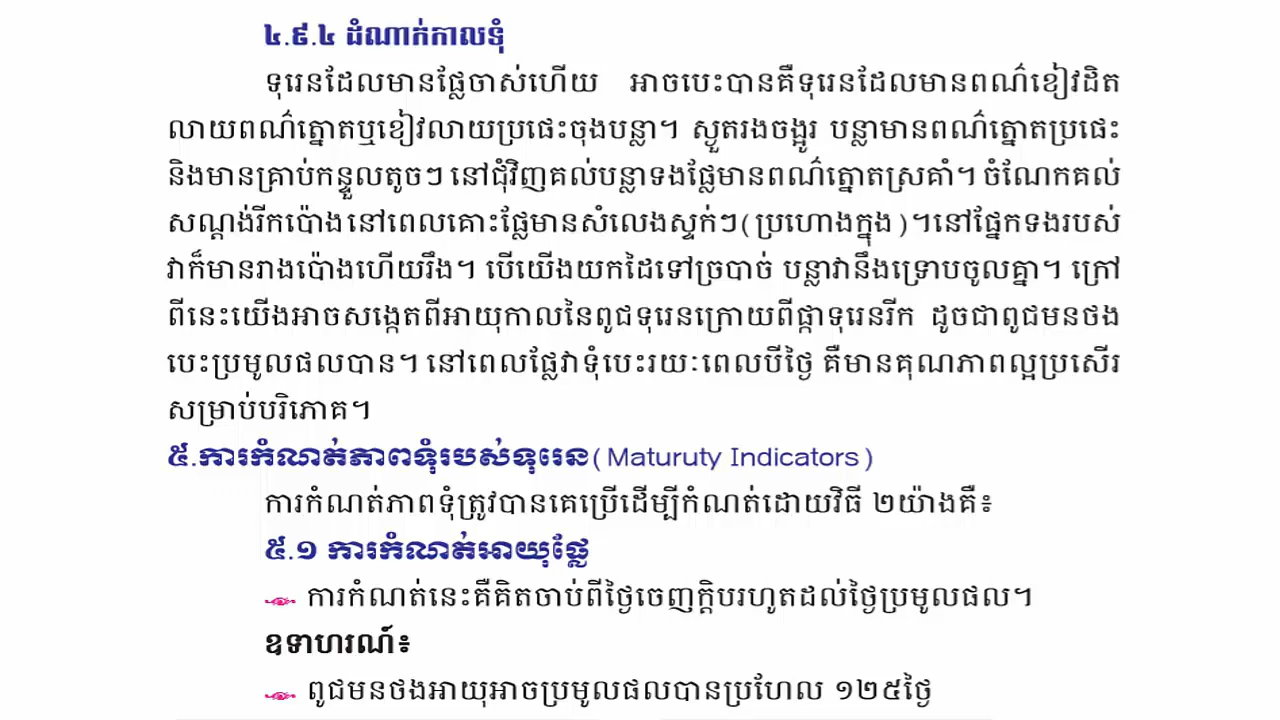 ៤.៩.៤ ដំណាក់កាលទុំ
ទុរេនដែលមានផ្លែចាស់ហើយ អាចបេះបានគឺទុរេនដែលមានពណ៌ខៀវដិត
លាយពណ៌ត្នោតឬខៀវលាយប្រផេះចុងបន្លា។ ស្ងួតរងចង្អូរ បន្លាមានពណ៌ត្នោតប្រផេះ
និងមានគ្រាប់កន្ទួលតូចៗ នៅជុំវិញគល់បន្លាទងផ្លែមានពណ៌ត្នោតស្រគាំ។ ចំណែកគល់
សណ្ដង់រីកប៉ោងនៅពេលគោះផ្លែមានសំលេងស្ទក់ៗ(ប្រហោងក្នុង)។នៅផ្នែកទងរបស់
វាក៏មានរាងប៉ោងហើយរឹង។ បើយើងយកដៃទៅច្របាច់ បន្លាវានឹងទ្រោបចូលគ្នា។ ក្រៅ
ពីនេះយើងអាចសង្កេតពីអាយុកាលនៃពូជទុរេនក្រោយពីផ្កាទុរេនរីក ដូចជាពូជមនថង
បេះប្រមូលផលបាន។ នៅពេលផ្លែវាទុំបេះរយៈពេលបីថ្ងៃ គឺមានគុណភាពល្អប្រសើរ
សម្រាប់បរិភោគ។
៥.ការកំណត់ភាពទុំរបស់ទុរេន(Maturuty Indicators)
ការកំណត់ភាពទុំត្រូវបានគេប្រើដើម្បីកំណត់ដោយវិធី ២យ៉ាងគឺ៖
៥.១ ការកំណត់អាយុផ្លែ
ការកំណត់នេះគឺគិតចាប់ពីថ្ងៃចេញក្ដិបរហូតដល់ថ្ងៃប្រមូលផល។
ឧទាហរណ៍៖
ពូជមនថងអាយុអាចប្រមូលផលបានប្រហែល ១២៥ថ្ងៃ